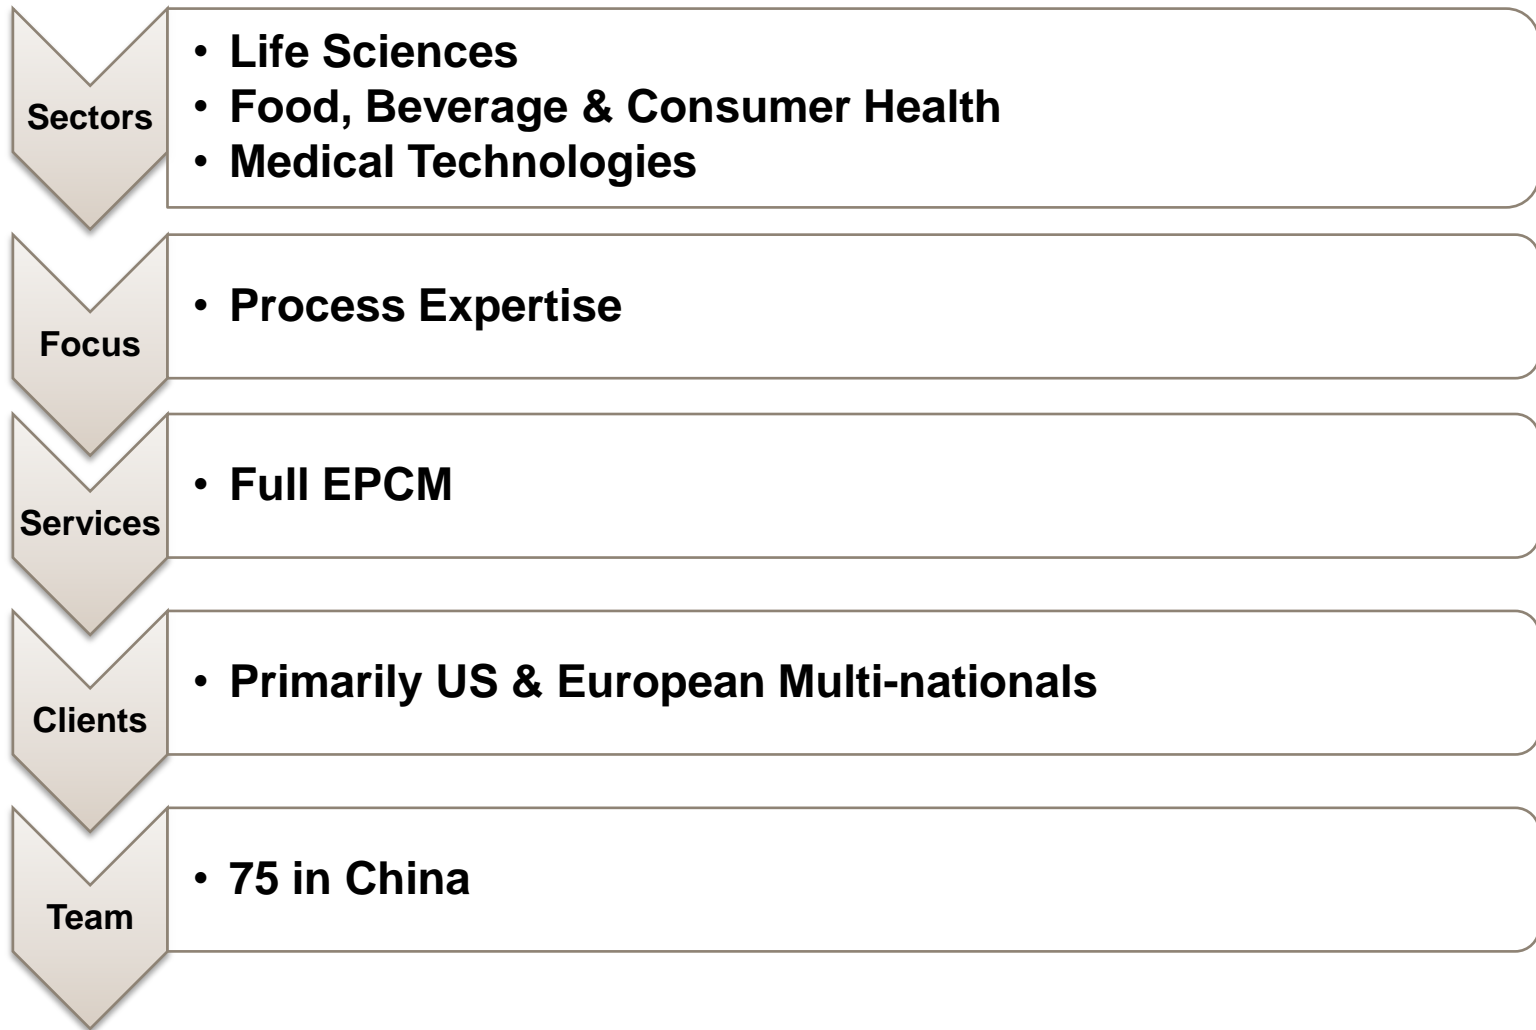 Sectors
• Life Sciences
• Food, Beverage & Consumer Health
• Medical Technologies
Focus
• Process Expertise
Services
• Full EPCM
Clients
• Primarily US & European Multi-nationals
Team
• 75 in China